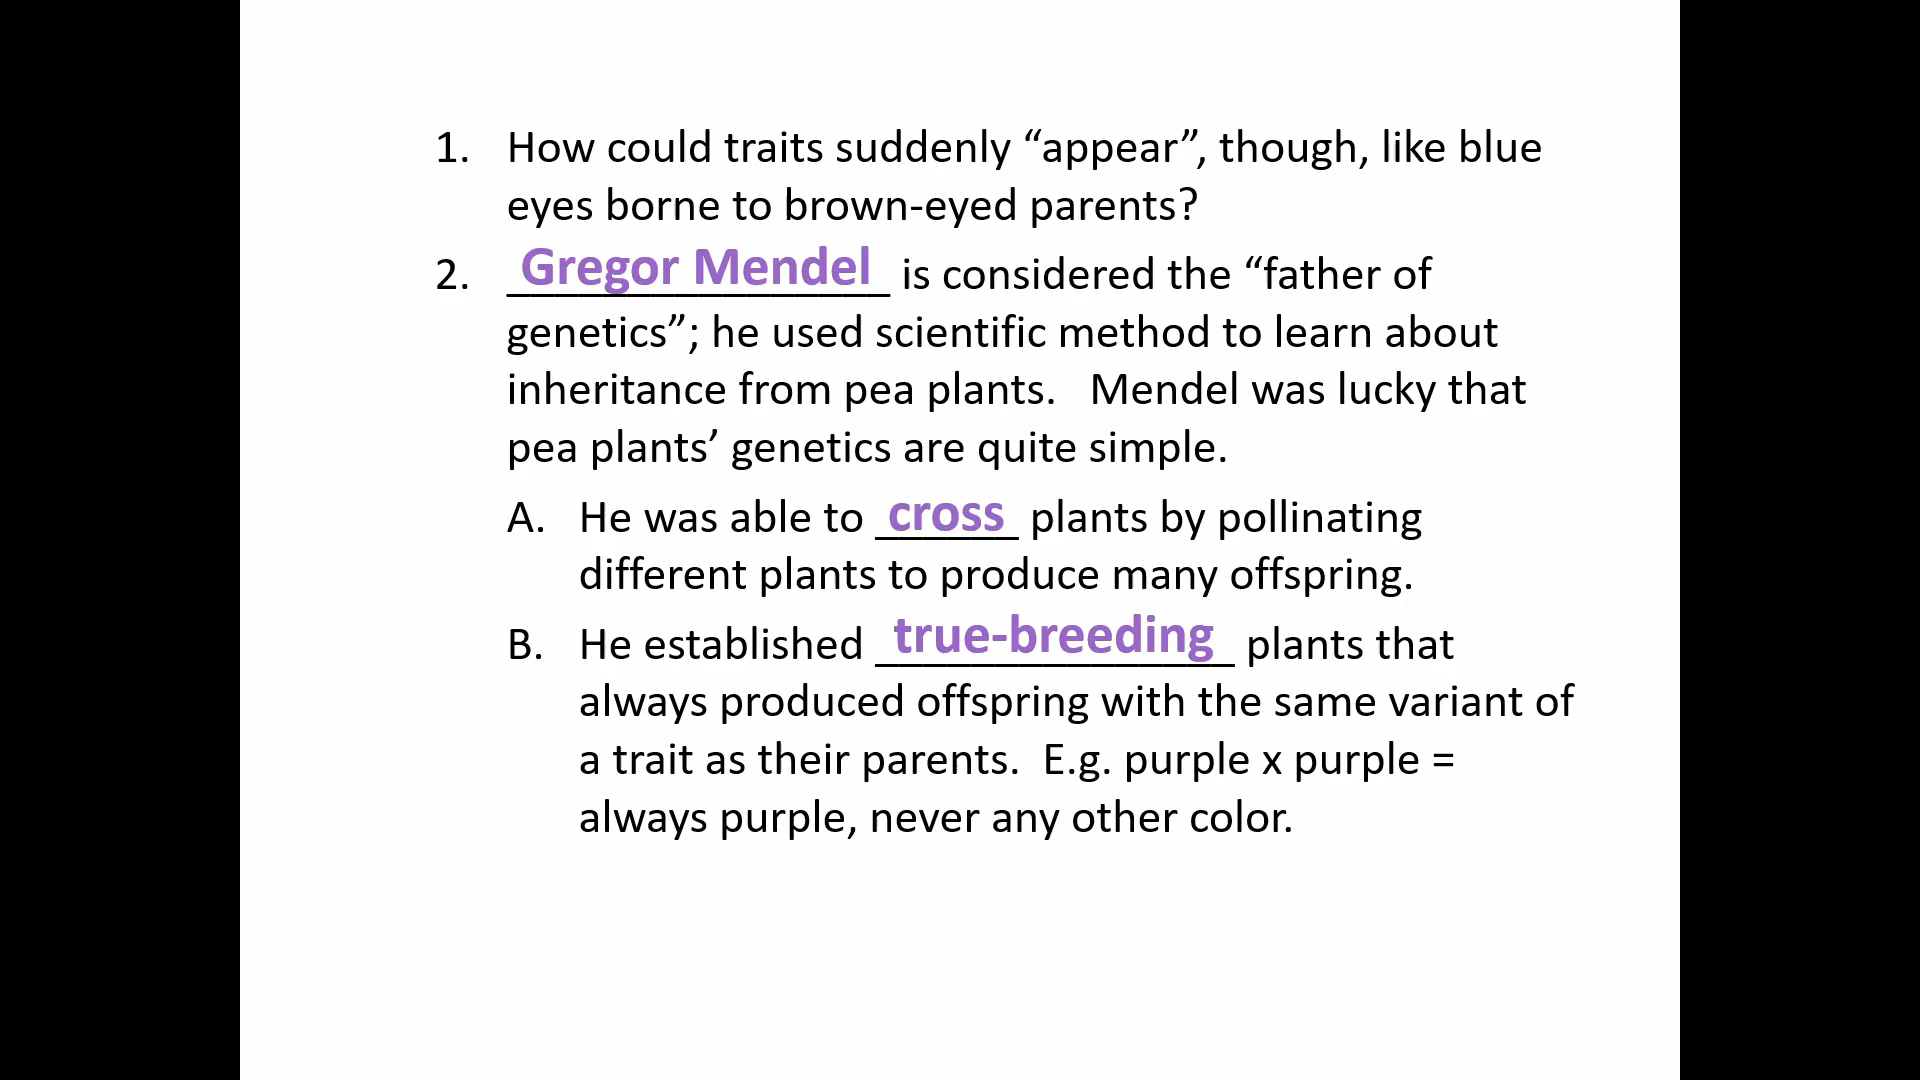 1. How could traits suddenly “appear”, though, like blue
eyes borne to brown-eyed parents?
2. Gregor Mendel is considered the “father of
genetics”; he used scientific method to learn about
inheritance from pea plants. Mendel was lucky that
pea plants’ genetics are quite simple.
A. He was able to cross plants by pollinating
different plants to produce many offspring.
B. He established true-breeding plants that
always produced offspring with the same variant of
a trait as their parents. E.g. purple x purple =
always purple, never any other color.